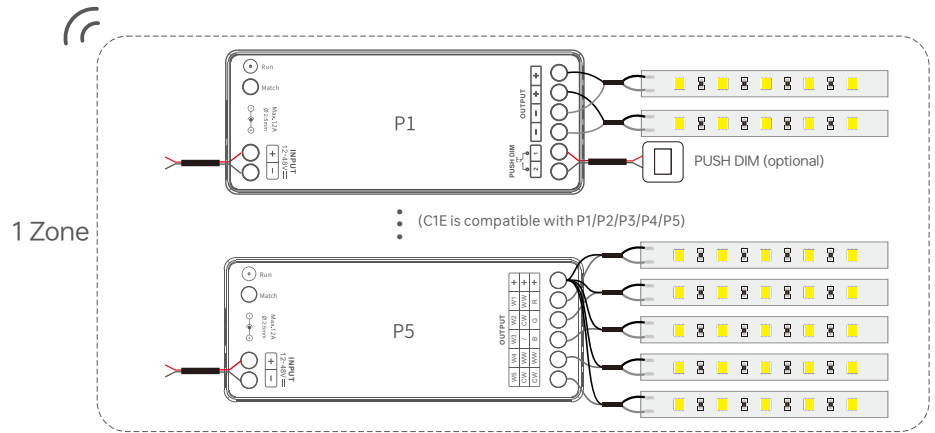 1 Zone
Run
Match
Max.12A
Ø 2.5mm
INPUT
12~48V
+
−
P1
OUTPUT
+
+
−
−
PUSH DIM
1
2
PUSH DIM (optional)
(C1E is compatible with P1/P2/P3/P4/P5)
Run
Match
Max.12A
Ø 2.5mm
INPUT
12~48V
+
−
P5
OUTPUT
+ + +
W1 WW R
W2 CW G
W3 / B
W4 WW WW
W5 CW CW